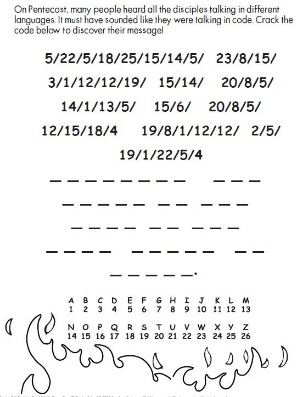 On Pentecost, many people heard all the disciples talking in different
languages. It must have sounded like they were talking in code. Crack the
code below to discover their message!
5/22/5/18/25/15/14/5/ 23/8/15/
3/1/12/12/19/ 15/14/ 20/8/5/
14/1/13/5/ 15/6/ 20/8/5/
12/15/18/4 19/8/1/12/12/ 2/5/
19/1/22/5/4
A B C D E F G H I J K L M
1 2 3 4 5 6 7 8 9 10 11 12 13
N O P Q R S T U V W X Y Z
14 15 16 17 18 19 20 21 22 23 24 25 26